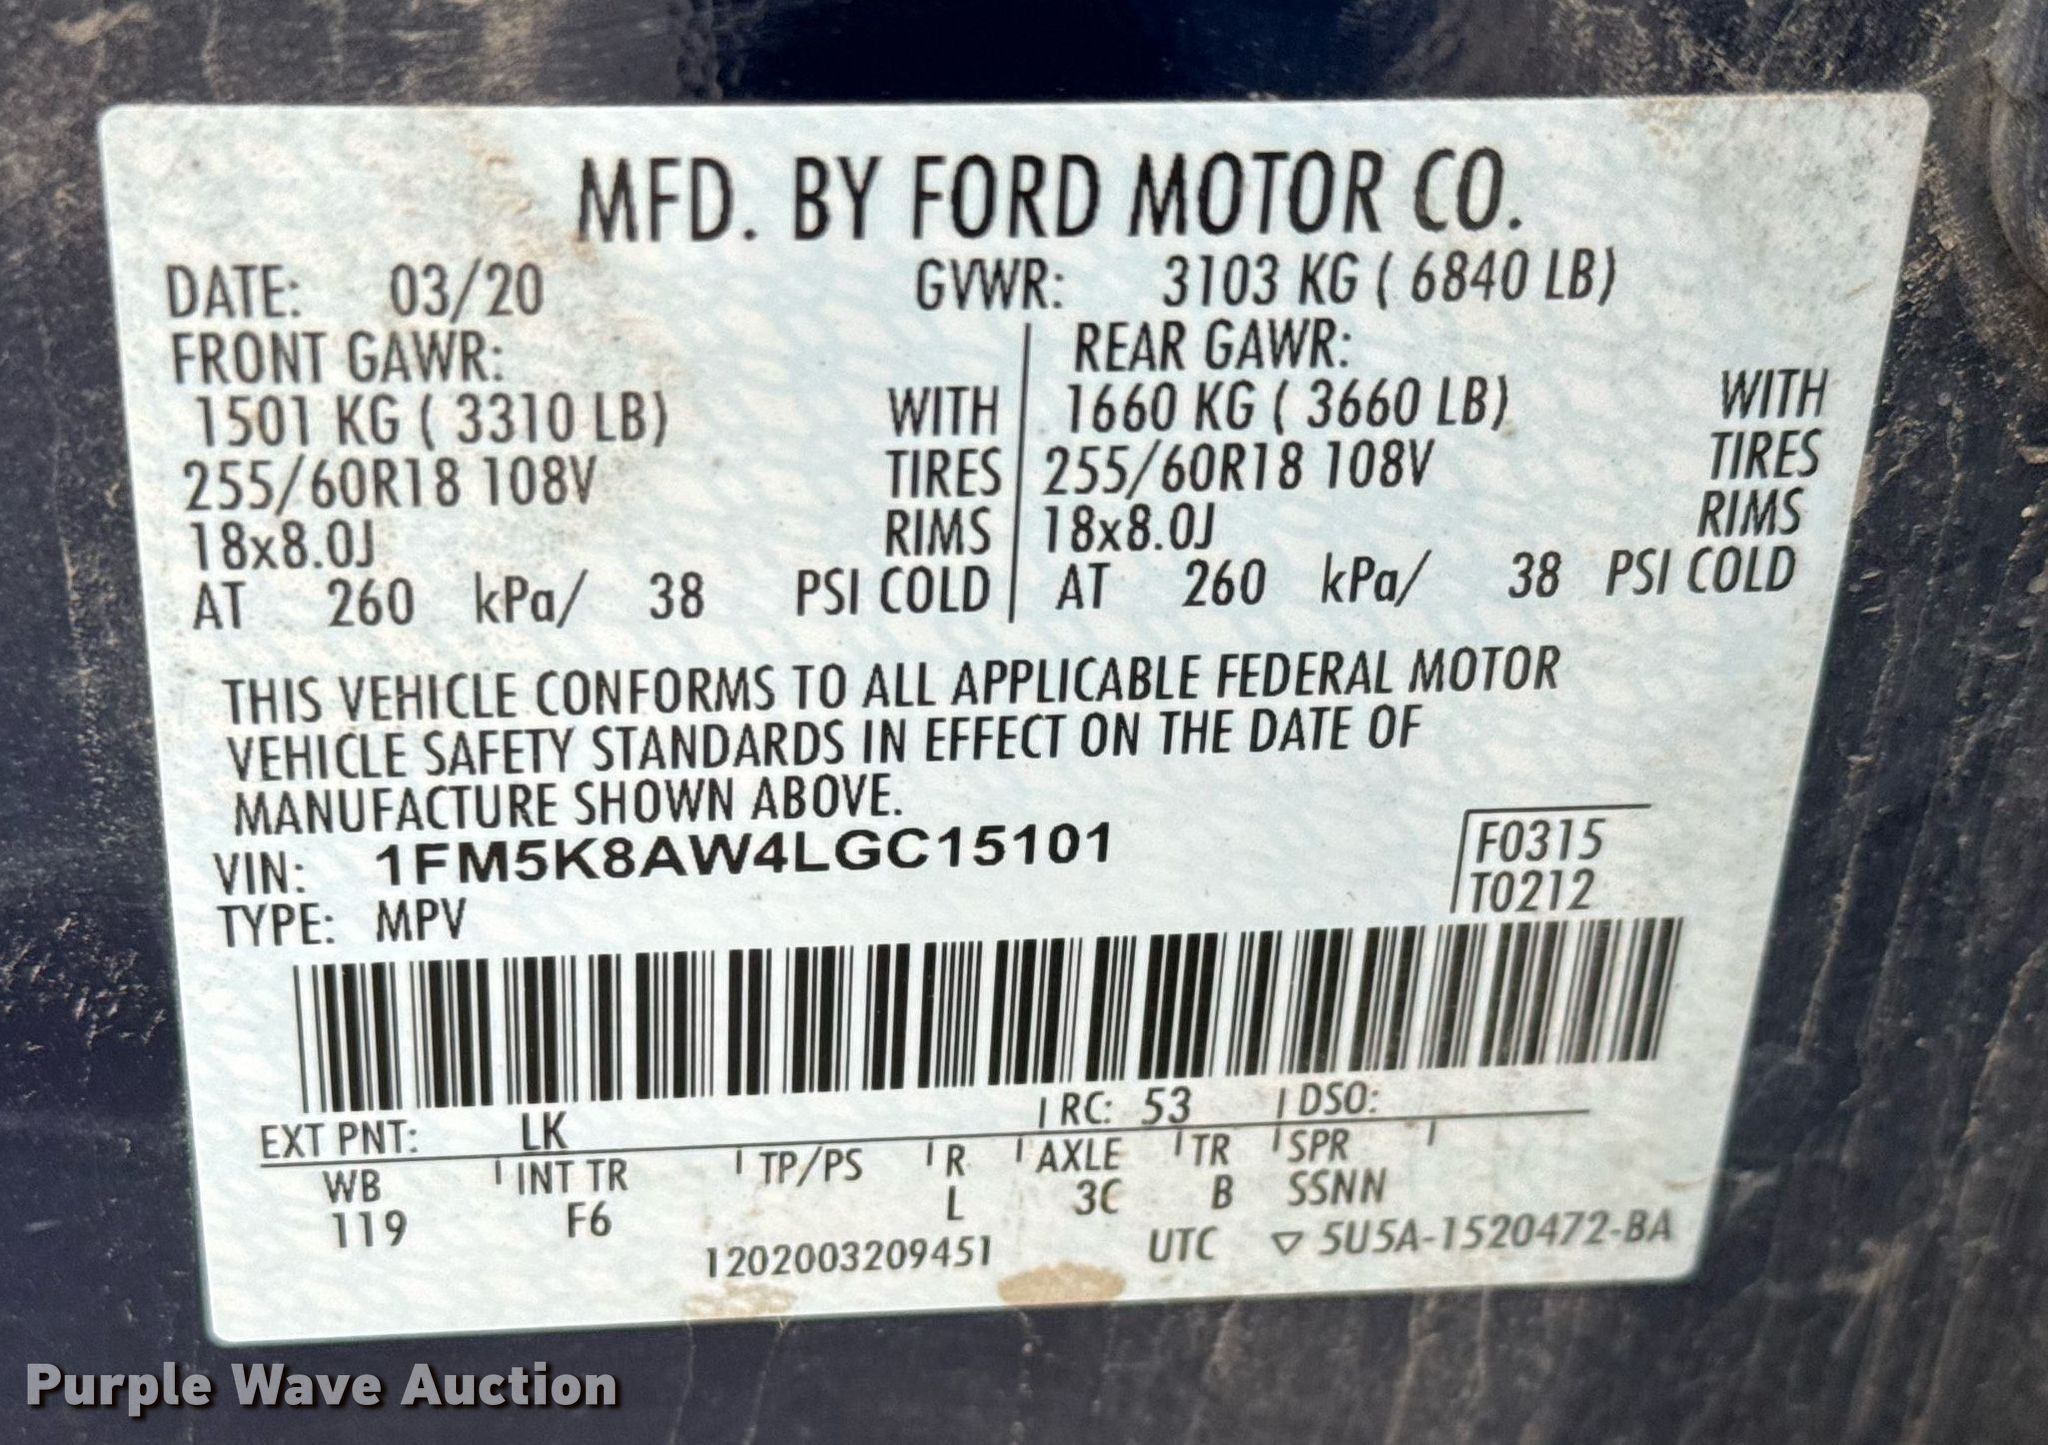 MFD. BY FORD MOTOR CO.
DATE: 03/20 GVWR: 3103 KG ( 6840 LB)
FRONT GAWR: REAR GAWR:
1501 KG ( 3310 LB) WITH 1660 KG ( 3660 LB) WITH
255/60R18 108V TIRES 255/60R18 108V TIRES
18x8.0J RIMS 18x8.0J RIMS
AT 260 kPa/ 38 PSI COLD AT 260 kPa/ 38 PSI COLD
THIS VEHICLE CONFORMS TO ALL APPLICABLE FEDERAL MOTOR
VEHICLE SAFETY STANDARDS IN EFFECT ON THE DATE OF
MANUFACTURE SHOWN ABOVE.
VIN: 1FM5K8AW4LGC15101 F0315
TYPE: MPV T0212
EXT PNT: LK RC: 53 DSO:
WB INT TR TP/PS R AXLE TR SPR
119 F6 L 3C B SSNN
1202003209451 UTC ▽ 5U5A-1520472-BA
Purple Wave Auction